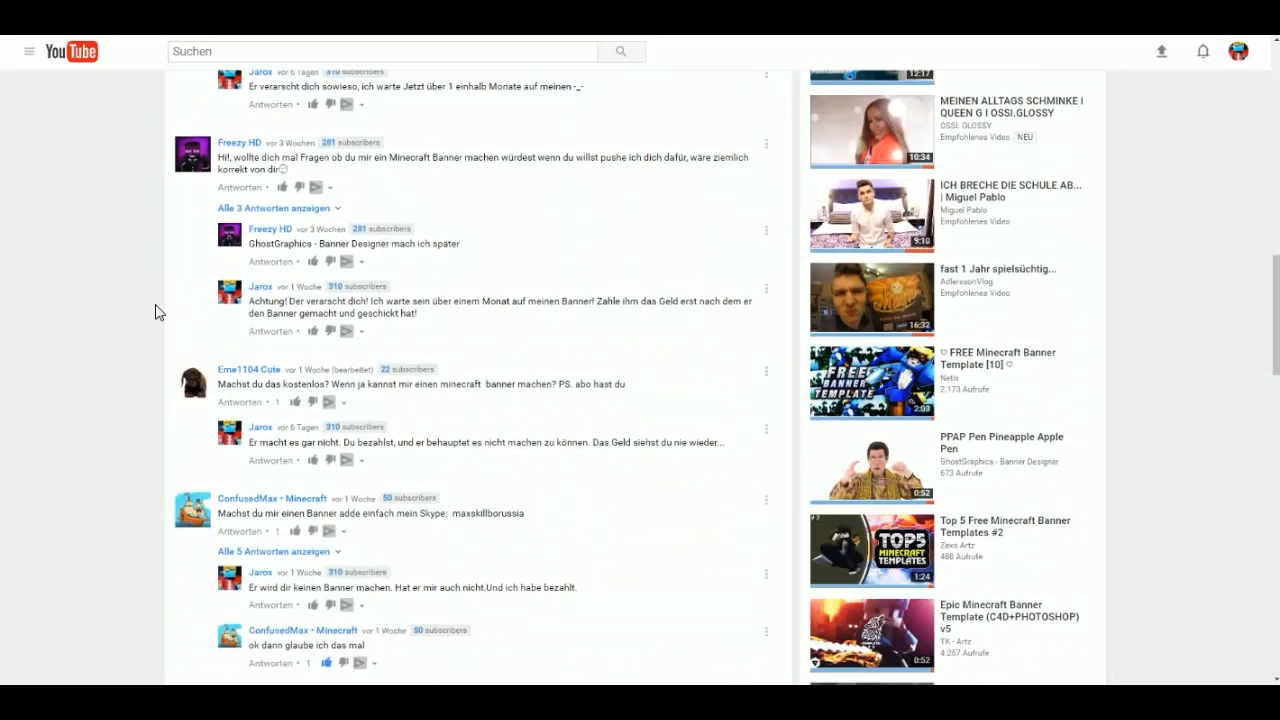 YouTube
Suchen
Jarox vor 6 Tagen 310 subscribers
Er verarscht dich sowieso, ich warte Jetzt über 1 einhalb Monate auf meinen -_-
Antworten •
Freezy HD vor 3 Wochen 281 subscribers
Hi!, wollte dich mal Fragen ob du mir ein Minecraft Banner machen würdest wenn du willst pushe ich dich dafür, wäre ziemlich
korrekt von dir
Antworten •
Alle 3 Antworten anzeigen
Freezy HD vor 3 Wochen 281 subscribers
GhostGraphics - Banner Designer mach ich später
Antworten •
Jarox vor 1 Woche 310 subscribers
Achtung! Der verarscht dich! Ich warte sein über einem Monat auf meinen Banner! Zahle ihm das Geld erst nach dem er
den Banner gemacht und geschickt hat!
Antworten •
Eme1104 Cute vor 1 Woche (bearbeitet) 22 subscribers
Machst du das kostenlos? Wenn ja kannst mir einen minecraft banner machen? PS. abo hast du
Antworten • 1
Jarox vor 6 Tagen 310 subscribers
Er macht es gar nicht. Du bezahlst, und er behauptet es nicht machen zu können. Das Geld siehst du nie wieder...
Antworten •
ConfusedMax • Minecraft vor 1 Woche 50 subscribers
Machst du mir einen Banner adde einfach mein Skype: maxskillborussia
Antworten • 1
Alle 5 Antworten anzeigen
Jarox vor 1 Woche 310 subscribers
Er wird dir keinen Banner machen. Hat er mir auch nicht.Und ich habe bezahlt.
Antworten •
ConfusedMax • Minecraft vor 1 Woche 50 subscribers
ok dann glaube ich das mal
Antworten • 1
12:17
MEINEN ALLTAGS SCHMINKE I
QUEEN G I OSSI.GLOSSY
OSSI. GLOSSY
Empfohlenes Video NEU
10:34
ICH BRECHE DIE SCHULE AB...
| Miguel Pablo
Miguel Pablo
Empfohlenes Video
9:10
fast 1 Jahr spielsüchtig...
AdlerssonVlog
Empfohlenes Video
16:32
♡ FREE Minecraft Banner
Template [10] ♡
Netix
2.173 Aufrufe
FREE
BANNER
TEMPLATE
2:03
PPAP Pen Pineapple Apple
Pen
GhostGraphics - Banner Designer
673 Aufrufe
0:52
Top 5 Free Minecraft Banner
Templates #2
Zexo Artz
488 Aufrufe
#2
TOP5
MINECRAFT
TEMPLATES
1:24
Epic Minecraft Banner
Template (C4D+PHOTOSHOP)
v5
TK - Artz
4.267 Aufrufe
0:52